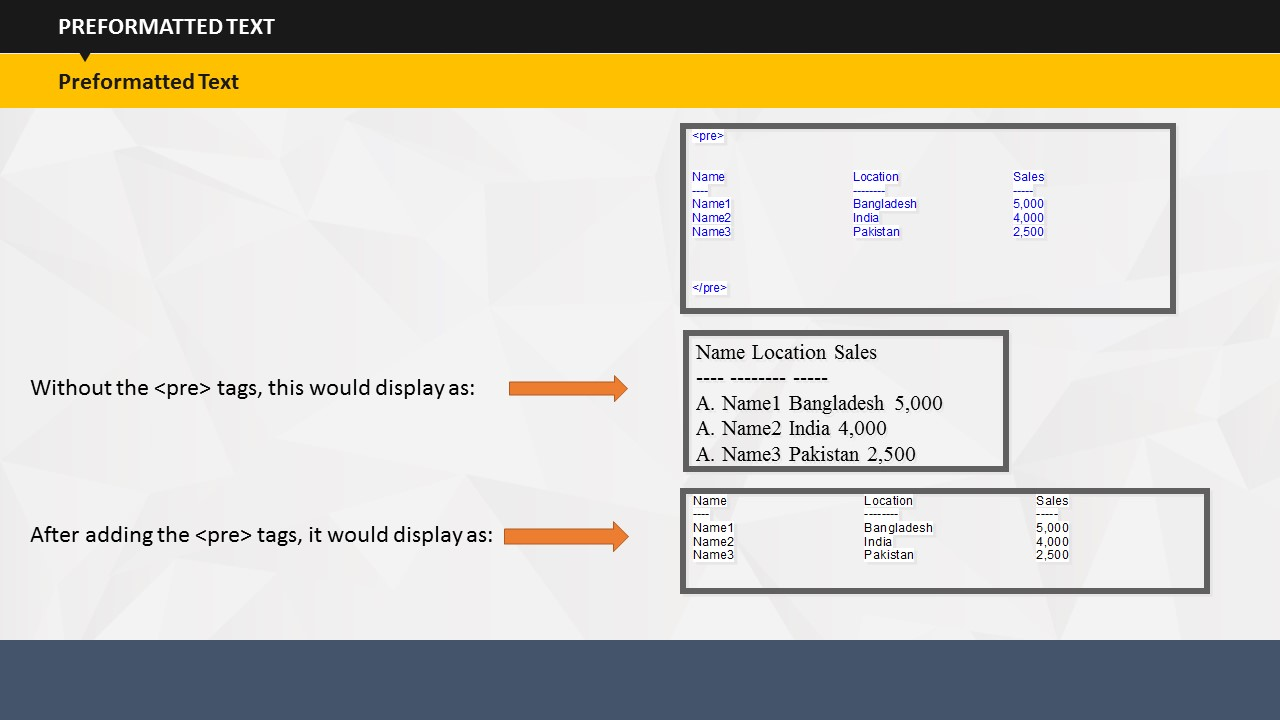 PREFORMATTED TEXT
Preformatted Text
<pre>
Name Location Sales
---- -------- -----
Name1 Bangladesh 5,000
Name2 India 4,000
Name3 Pakistan 2,500
</pre>
Without the <pre> tags, this would display as:
Name Location Sales
---- -------- -----
A. Name1 Bangladesh 5,000
A. Name2 India 4,000
A. Name3 Pakistan 2,500
After adding the <pre> tags, it would display as:
Name Location Sales
---- -------- -----
Name1 Bangladesh 5,000
Name2 India 4,000
Name3 Pakistan 2,500